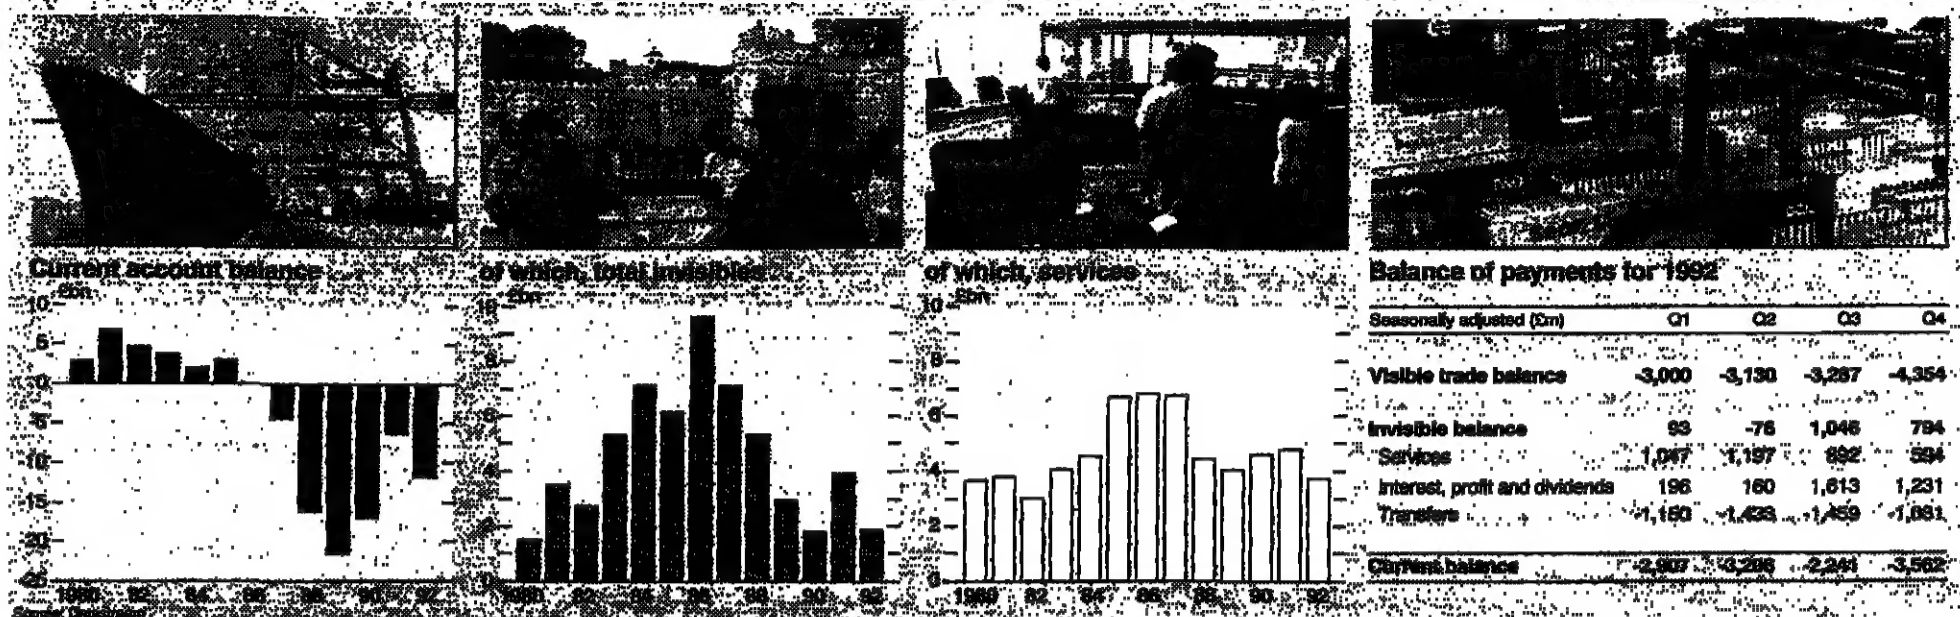 Current account balance
£bn
10
5
0
-5
-10
-15
-20
-25
1980 82 84 86 88 90 92
of which, total invisibles
£bn
10
8
6
4
2
0
1980 82 84 86 88 90 92
of which, services
£bn
10
8
6
4
2
0
1980 82 84 86 88 90 92
Balance of payments for 1992
Seasonally adjusted (£m) Q1 Q2 Q3 Q4
Visible trade balance -3,000 -3,130 -3,287 -4,354
Invisible balance 93 -76 1,046 794
Services 1,047 1,197 892 594
Interest, profit and dividends 196 160 1,613 1,231
Transfers -1,150 -1,433 -1,459 -1,031
Current balance -2,907 -3,206 -2,241 -3,562